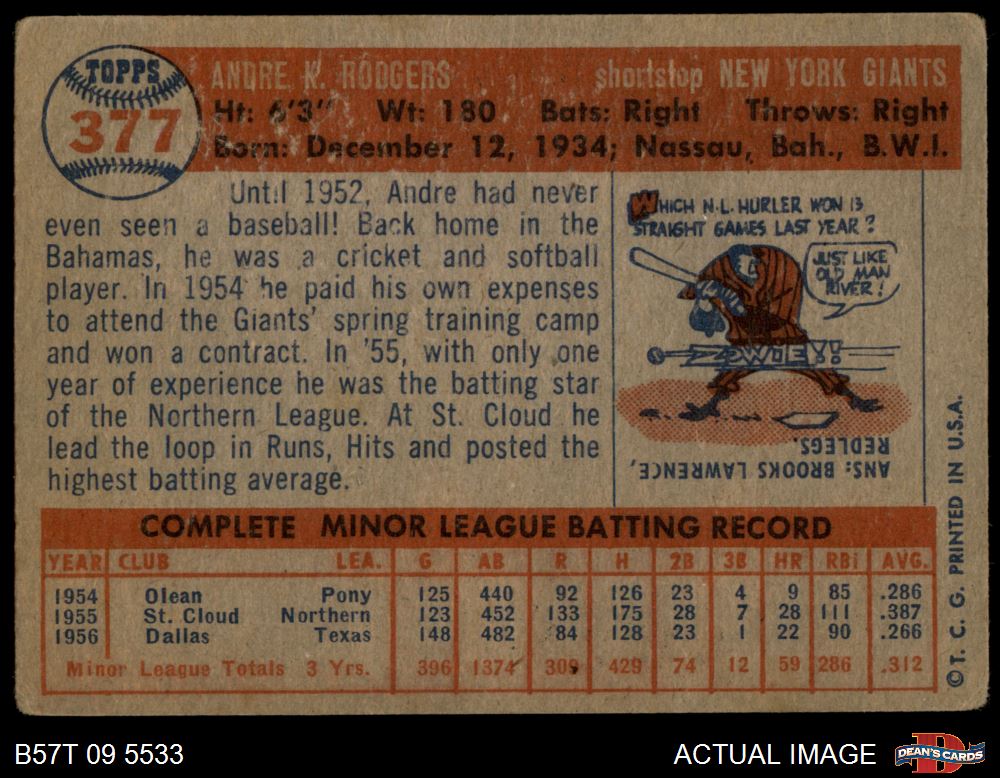 TOPPS
377
ANDRE K. RODGERS shortstop NEW YORK GIANTS
Ht: 6'3" Wt: 180 Bats: Right Throws: Right
Born: December 12, 1934; Nassau, Bah., B.W.I.
Until 1952, Andre had never
even seen a baseball! Back home in the
Bahamas, he was a cricket and softball
player. In 1954 he paid his own expenses
to attend the Giants' spring training camp
and won a contract. In '55, with only one
year of experience he was the batting star
of the Northern League. At St. Cloud he
lead the loop in Runs, Hits and posted the
highest batting average.
WHICH N.L. HURLER WON 13
STRAIGHT GAMES LAST YEAR?
JUST LIKE
OLD MAN
RIVER!
ZOWIE!!
ANS: BROOKS LAWRENCE,
REDLEGS.
COMPLETE MINOR LEAGUE BATTING RECORD
YEAR CLUB LEA. G AB R H 2B 3B HR RBI AVG.
1954 Olean Pony 125 440 92 126 23 4 9 85 .286
1955 St. Cloud Northern 123 452 133 175 28 7 28 111 .387
1956 Dallas Texas 148 482 84 128 23 1 22 90 .266
Minor League Totals 3 Yrs. 396 1374 309 429 74 12 59 286 .312
©T. C. G. PRINTED IN U.S.A.
B57T 09 5533
ACTUAL IMAGE
DEAN'S CARDS